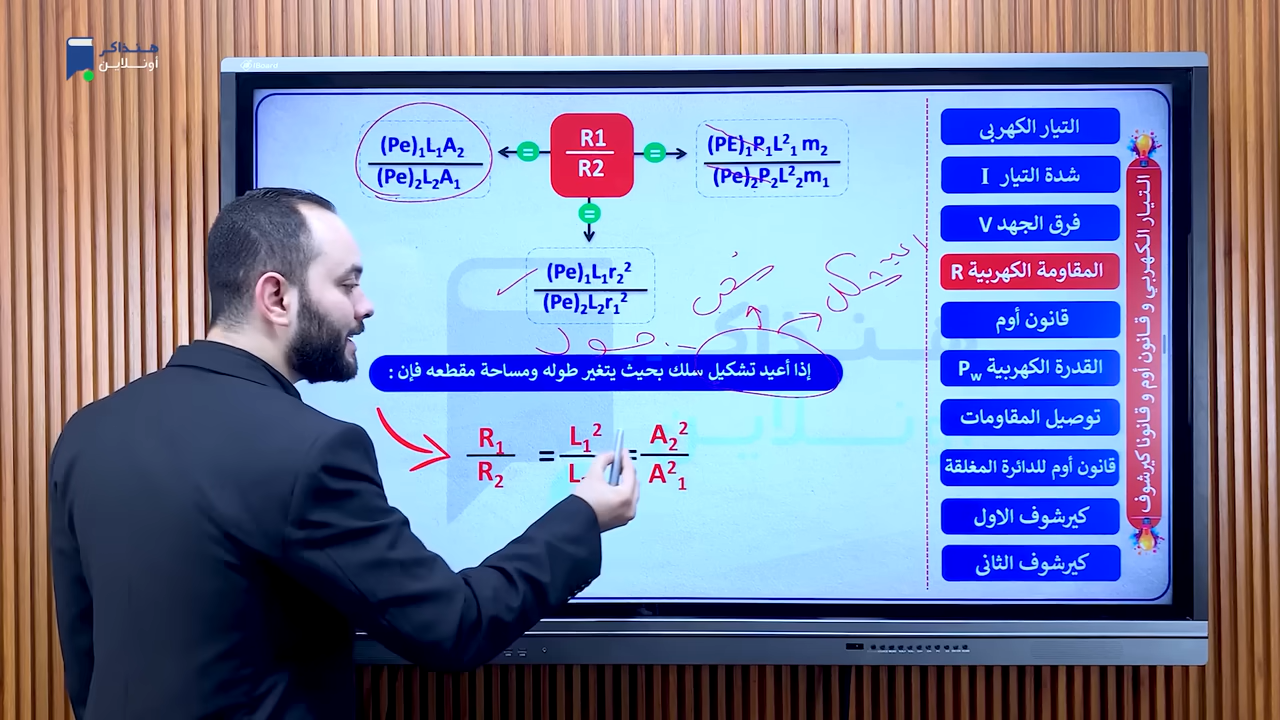 هنذاكر
أونلاين
(Pe)₁L₁A₂
(Pe)₂L₂A₁
=
R1
R2
=
(PE)₁P₁L²₁ m₂
(Pe)₂P₂L²₂m₁
=
(Pe)₁L₁r₂²
(Pe)₂L₂r₁²
إذا أعيد تشكيل سلك بحيث يتغير طوله ومساحة مقطعه فإن :
R₁
R₂
=
L₁²
=
A₂²
A²₁
التيار الكهربى
شدة التيار I
فرق الجهد V
المقاومة الكهربية R
قانون أوم
القدرة الكهربية Pw
توصيل المقاومات
قانون أوم للدائرة المغلقة
كيرشوف الاول
كيرشوف الثانى
التيار الكهربي و قانون أوم و قانونا كيرشوف